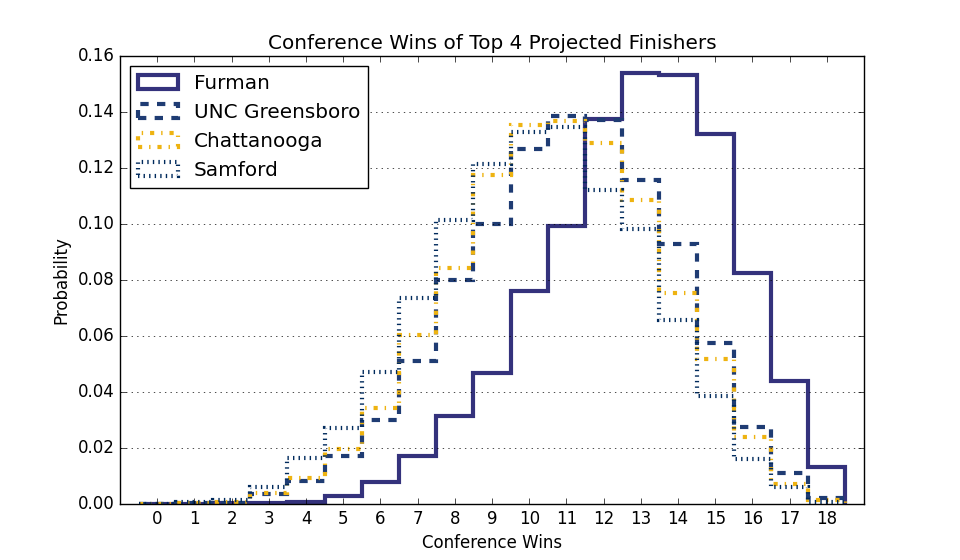 Conference Wins of Top 4 Projected Finishers
0.16
0.14
0.12
0.10
0.08
0.06
0.04
0.02
0.00
Probability
Furman
UNC Greensboro
Chattanooga
Samford
0 1 2 3 4 5 6 7 8 9 10 11 12 13 14 15 16 17 18
Conference Wins